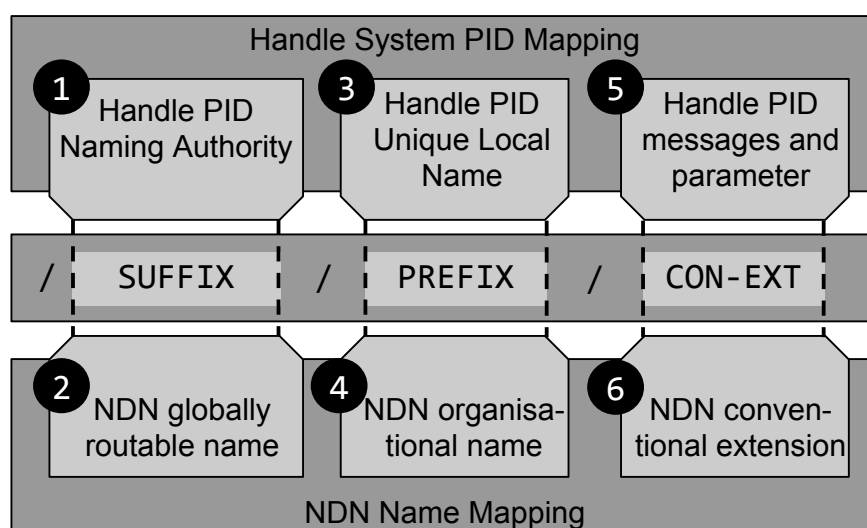 Handle System PID Mapping
1
Handle PID
Naming Authority
3
Handle PID
Unique Local
Name
5
Handle PID
messages and
parameter
/ SUFFIX / PREFIX / CON-EXT
2
NDN globally
routable name
4
NDN organisa-
tional name
6
NDN conven-
tional extension
NDN Name Mapping